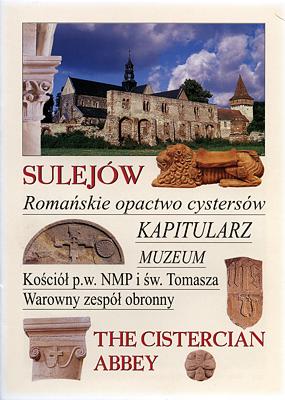 SULEJÓW
Romańskie opactwo cystersów
KAPITULARZ
MUZEUM
Kościół p.w. NMP i św. Tomasza
Warowny zespół obronny
THE CISTERCIAN
ABBEY